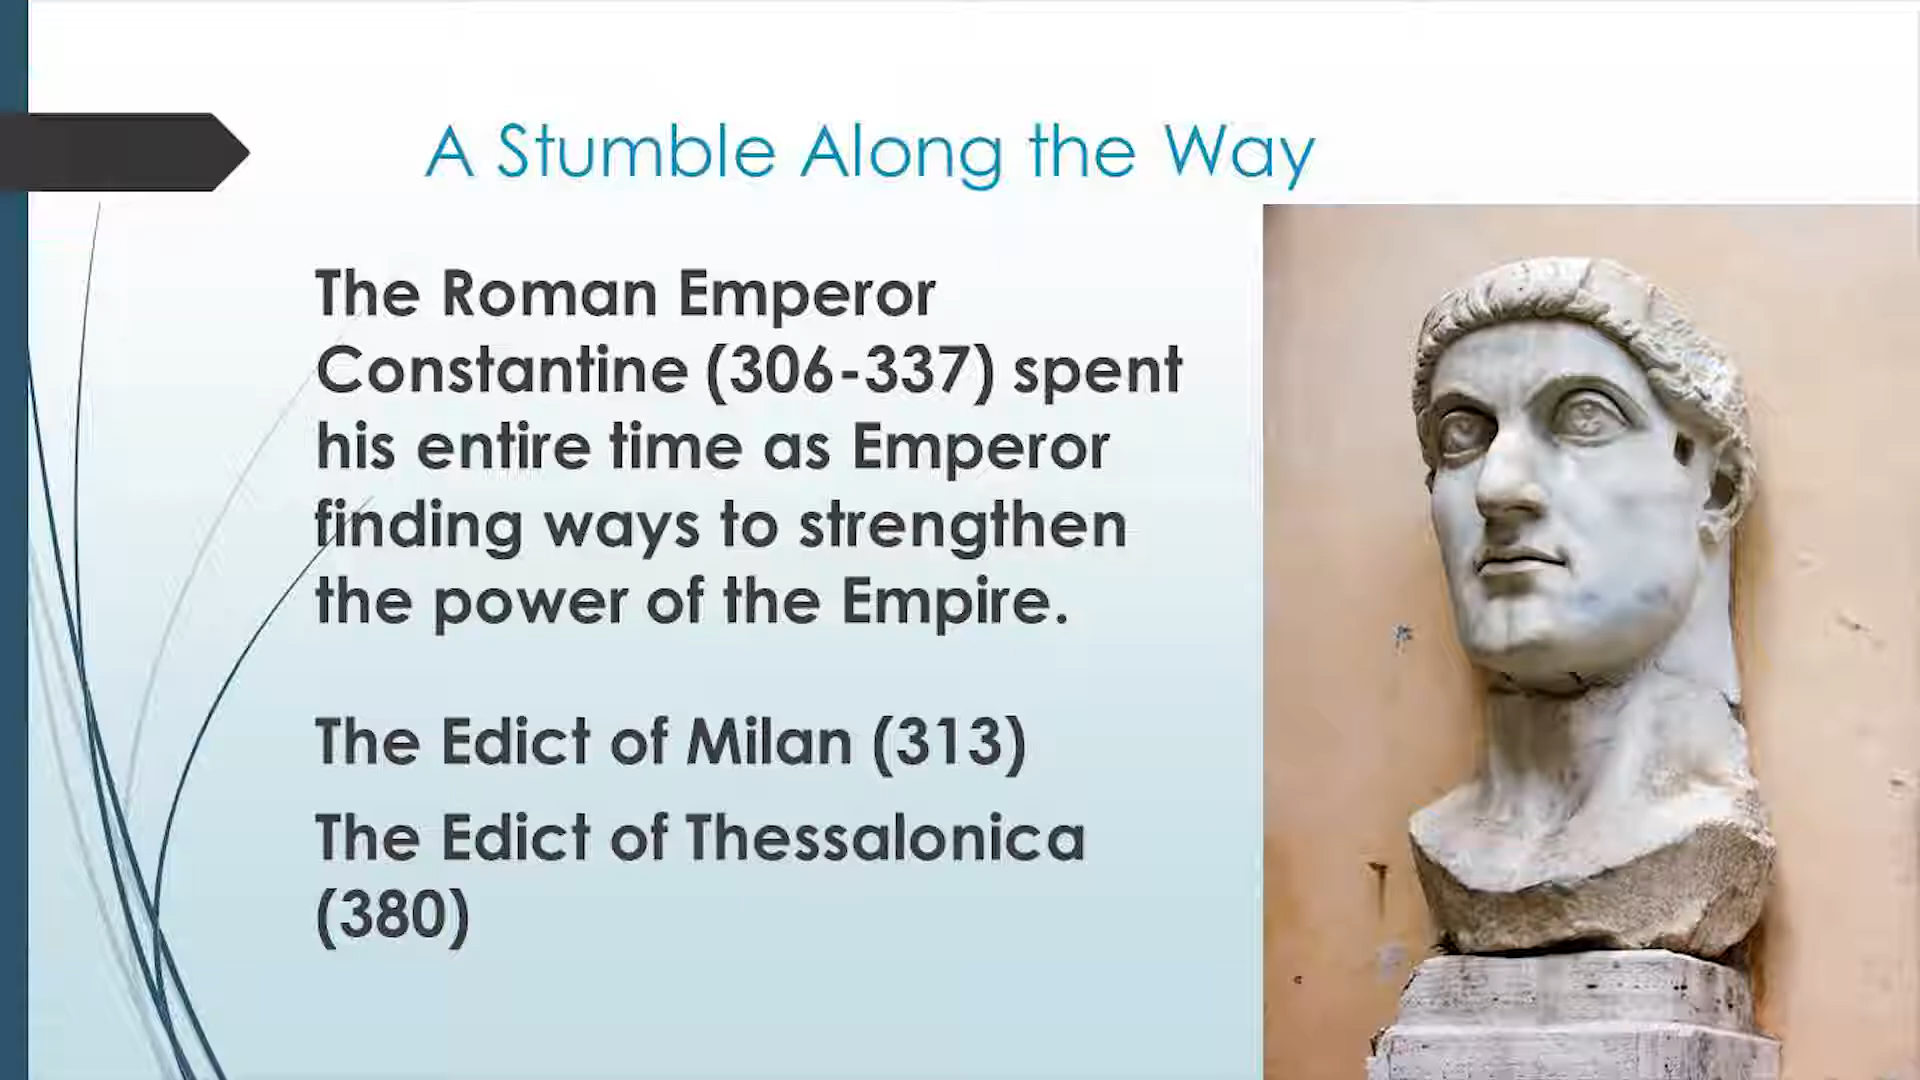 A Stumble Along the Way
The Roman Emperor
Constantine (306-337) spent
his entire time as Emperor
finding ways to strengthen
the power of the Empire.
The Edict of Milan (313)
The Edict of Thessalonica
(380)